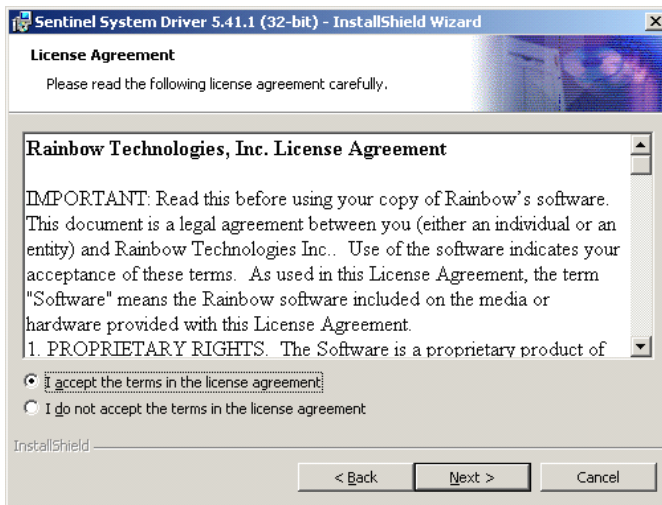 Sentinel System Driver 5.41.1 (32-bit) - InstallShield Wizard
License Agreement
Please read the following license agreement carefully.
Rainbow Technologies, Inc. License Agreement
IMPORTANT: Read this before using your copy of Rainbow's software.
This document is a legal agreement between you (either an individual or an
entity) and Rainbow Technologies Inc.. Use of the software indicates your
acceptance of these terms. As used in this License Agreement, the term
"Software" means the Rainbow software included on the media or
hardware provided with this License Agreement.
1. PROPRIETARY RIGHTS. The Software is a proprietary product of
I accept the terms in the license agreement
I do not accept the terms in the license agreement
InstallShield
< Back Next > Cancel